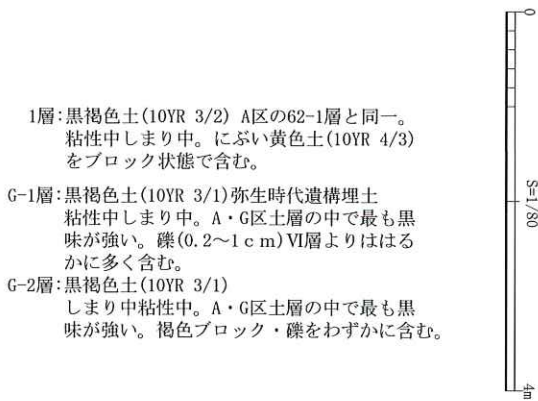 1層:黒褐色土(10YR 3/2) A区の62-1層と同一。
粘性中しまり中。にぶい黄色土(10YR 4/3)
をブロック状態で含む。
G-1層:黒褐色土(10YR 3/1)弥生時代遺構埋土
粘性中しまり中。A・G区土層の中で最も黒
味が強い。礫(0.2～1cm)Ⅵ層よりははる
かに多く含む。
G-2層:黒褐色土(10YR 3/1)
しまり中粘性中。A・G区土層の中で最も黒
味が強い。褐色ブロック・礫をわずかに含む。
0
S=1/80
4m